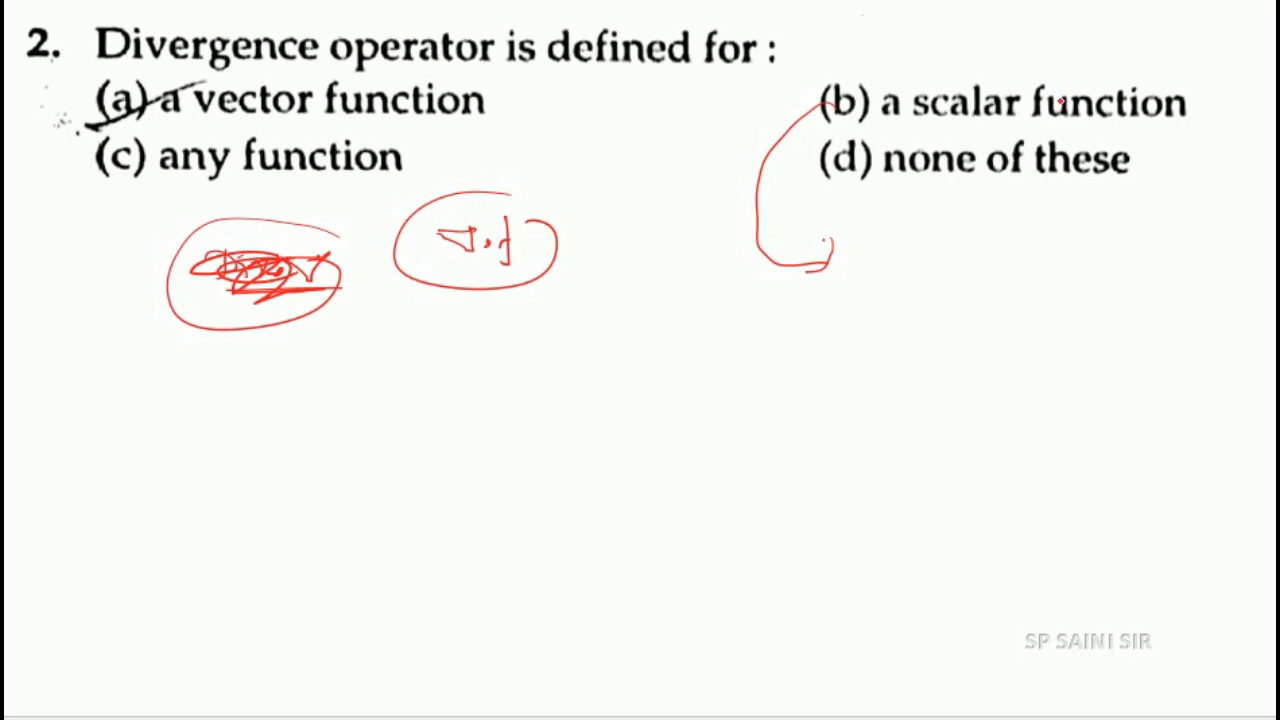 2. Divergence operator is defined for :
(a) a vector function (b) a scalar function
(c) any function (d) none of these
SP SAINI SIR